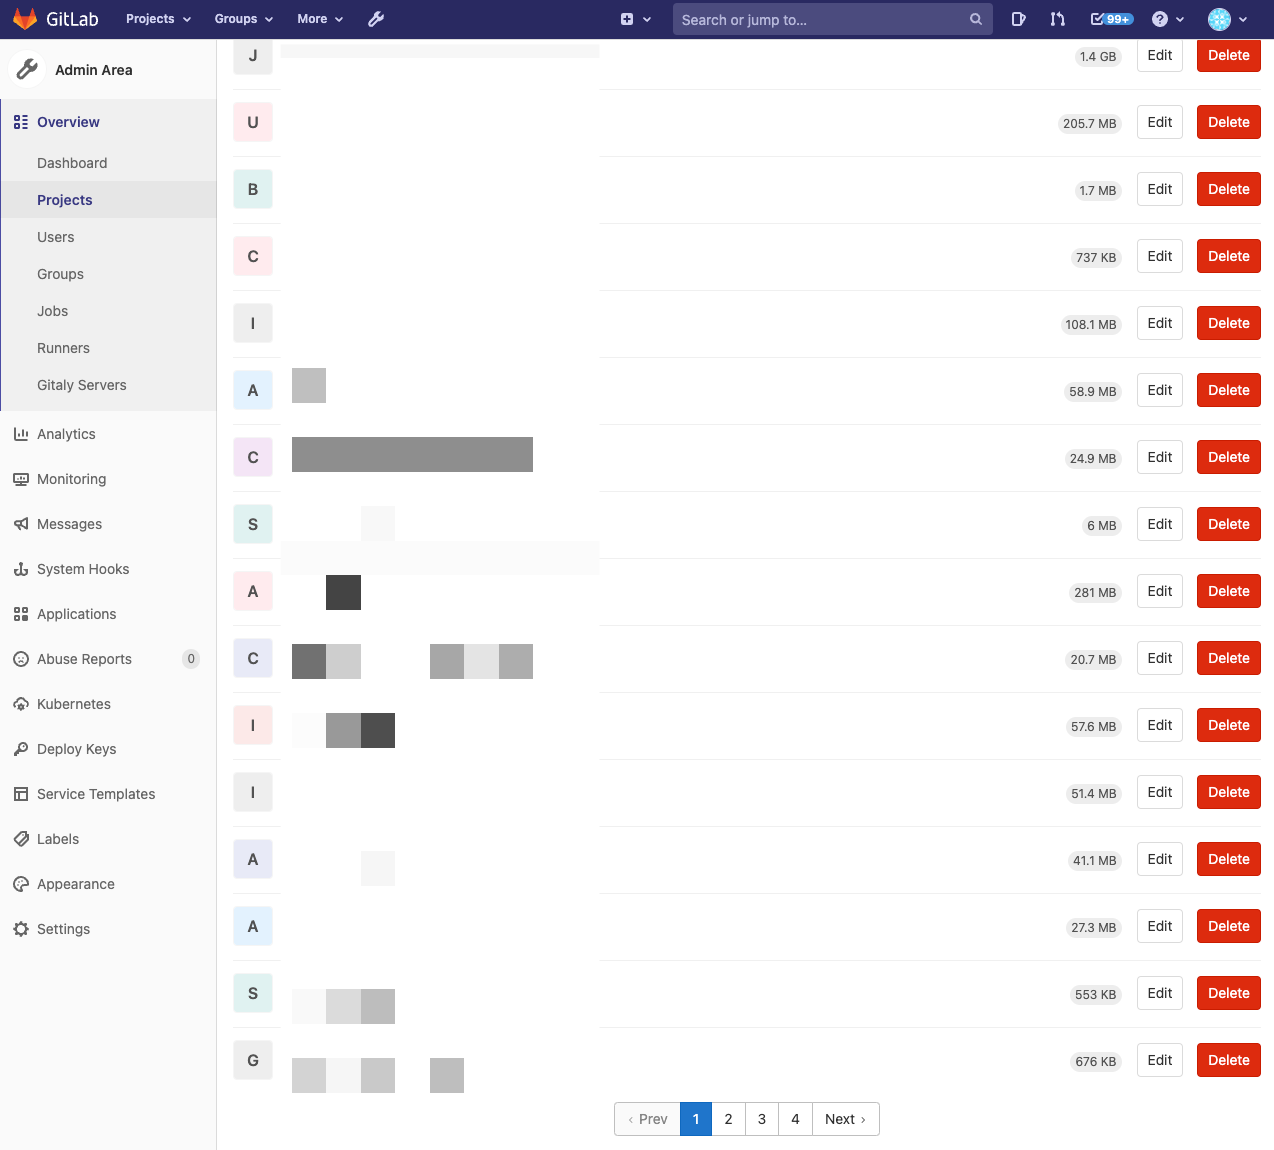 GitLab Projects Groups More Search or jump to... 99+
Admin Area
Overview
Dashboard
Projects
Users
Groups
Jobs
Runners
Gitaly Servers
Analytics
Monitoring
Messages
System Hooks
Applications
Abuse Reports 0
Kubernetes
Deploy Keys
Service Templates
Labels
Appearance
Settings
J 1.4 GB Edit Delete
U 205.7 MB Edit Delete
B 1.7 MB Edit Delete
C 737 KB Edit Delete
I 108.1 MB Edit Delete
A 58.9 MB Edit Delete
C 24.9 MB Edit Delete
S 6 MB Edit Delete
A 281 MB Edit Delete
C 20.7 MB Edit Delete
I 57.6 MB Edit Delete
I 51.4 MB Edit Delete
A 41.1 MB Edit Delete
A 27.3 MB Edit Delete
S 553 KB Edit Delete
G 676 KB Edit Delete
‹ Prev 1 2 3 4 Next ›